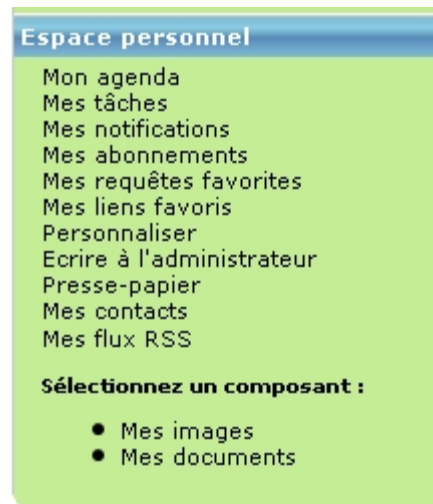 Espace personnel
Mon agenda
Mes tâches
Mes notifications
Mes abonnements
Mes requêtes favorites
Mes liens favoris
Personnaliser
Ecrire à l'administrateur
Presse-papier
Mes contacts
Mes flux RSS
Sélectionnez un composant :
• Mes images
• Mes documents